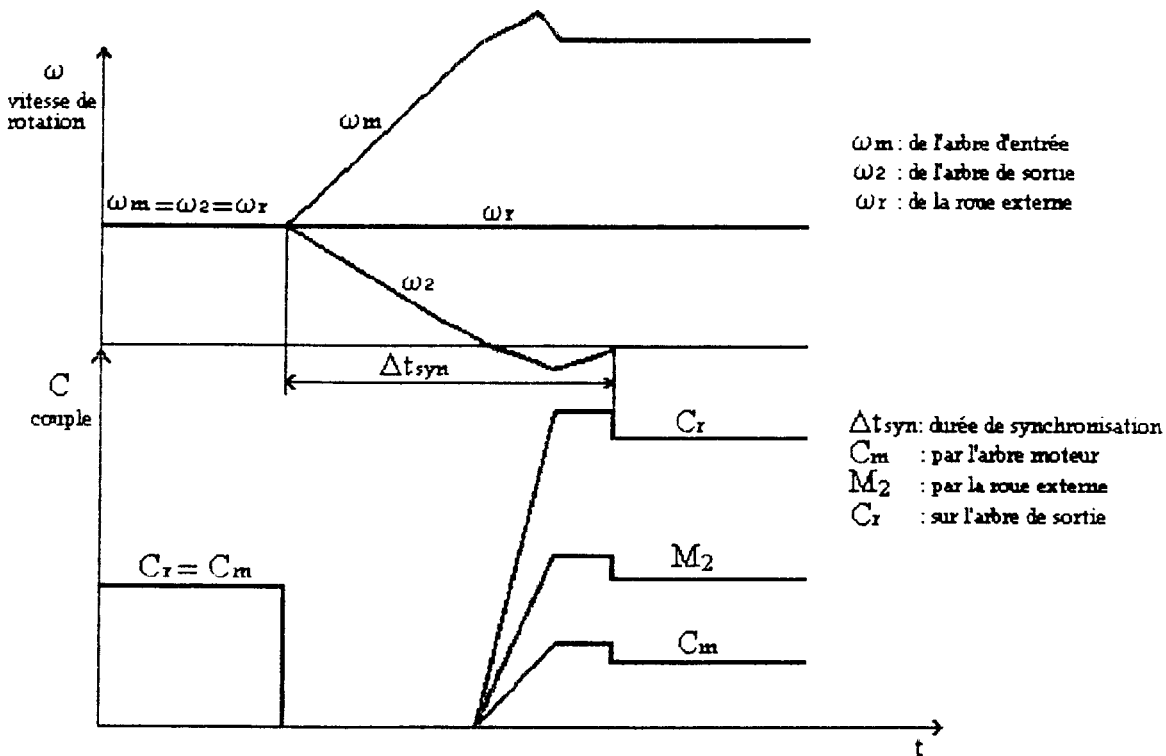 ω
vitesse de
rotation
ωm
ωm=ω2=ωr
ωr
ω2
ωm : de l'arbre d'entrée
ω2 : de l'arbre de sortie
ωr : de la roue externe
Δtsyn
C
couple
Cr
Δtsyn: durée de synchronisation
Cm : par l'arbre moteur
M2 : par la roue externe
Cr : sur l'arbre de sortie
Cr = Cm
M2
Cm
t